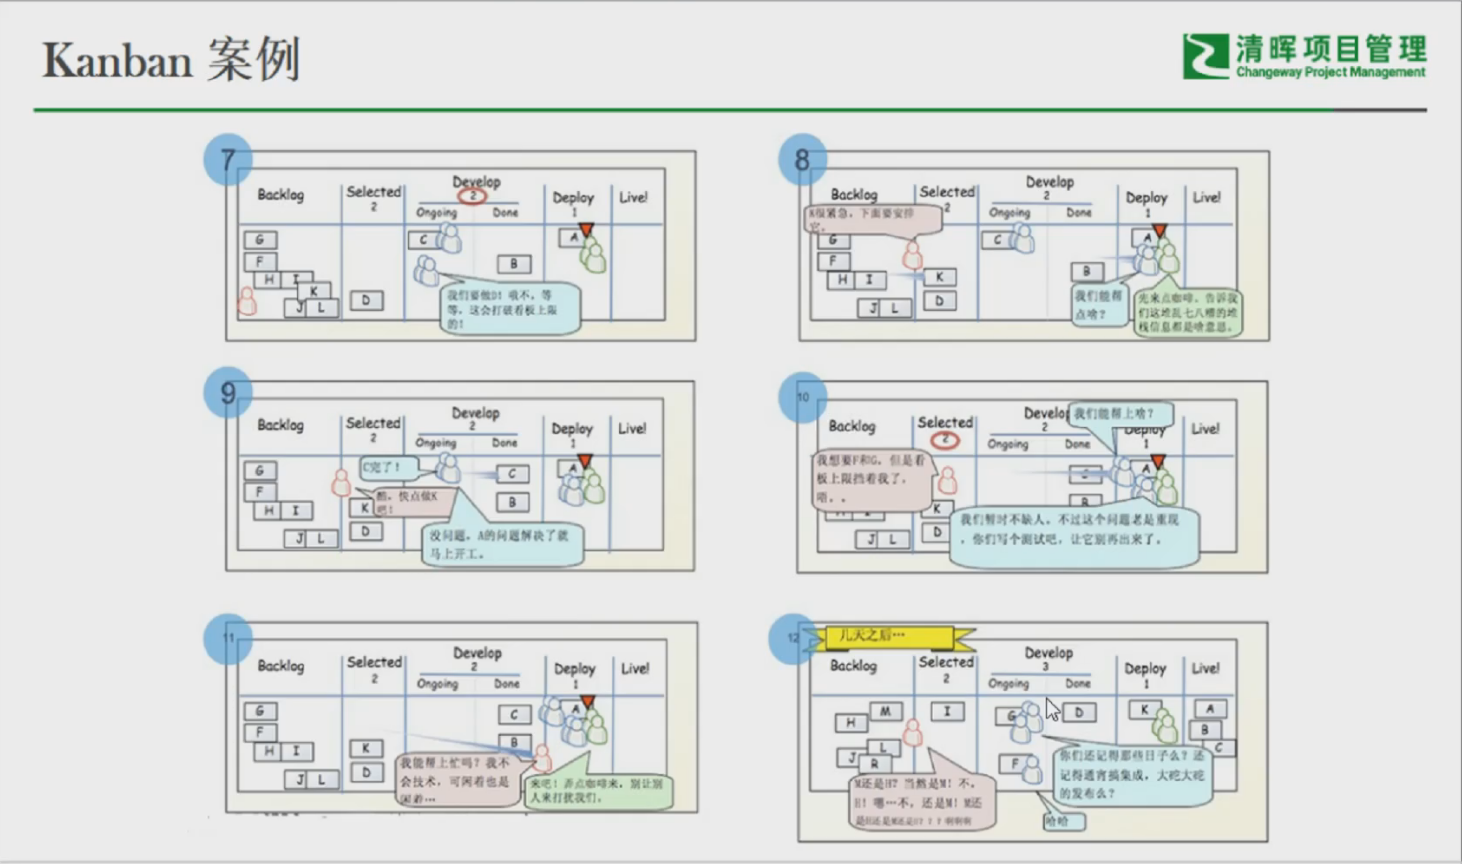 Kanban 案例
清晖项目管理
Changeway Project Management
7
Backlog
Selected
2
Develop
2
Ongoing
Done
Deploy
1
Live!
G
F
H
I
K
J
L
D
C
B
A
我们要做D！哦不，等
等，这会打破看板上限
的！
8
Backlog
Selected
2
Develop
2
Ongoing
Done
Deploy
1
Live!
K很紧急，下面要安排
它。
G
F
H
I
J
L
K
D
C
B
A
我们能帮
点啥？
先来点咖啡，告诉我
们这堆乱七八糟的堆
栈信息都是啥意思。
9
Backlog
Selected
2
Develop
2
Ongoing
Done
Deploy
1
Live!
G
F
H
I
J
L
K
D
C
B
A
C完了！
酷，快点做K
吧！
没问题，A的问题解决了就
马上开工。
10
Backlog
Selected
2
Develop
2
Ongoing
Done
Deploy
1
Live!
我们能帮上啥？
我想要F和G，但是看
板上限挡着我了，
唔。。
J
L
K
D
A
我们暂时不缺人，不过这个问题老是重现
，你们写个测试吧，让它别再出来了。
11
Backlog
Selected
2
Develop
2
Ongoing
Done
Deploy
1
Live!
G
F
H
I
J
L
K
D
C
B
A
我能帮上忙吗？我不
会技术，可闲着也是
闲着…
来吧！弄点咖啡来，别让别
人来打扰我们。
12
几天之后…
Backlog
Selected
2
Develop
3
Ongoing
Done
Deploy
1
Live!
H
M
L
J
R
I
G
D
F
K
A
B
C
M还是H？当然是M！不，
H！嗯…不，还是M！M还
你们还记得那些日子么？还
记得通宵搞集成，大砣大砣
的发布么？
哈哈